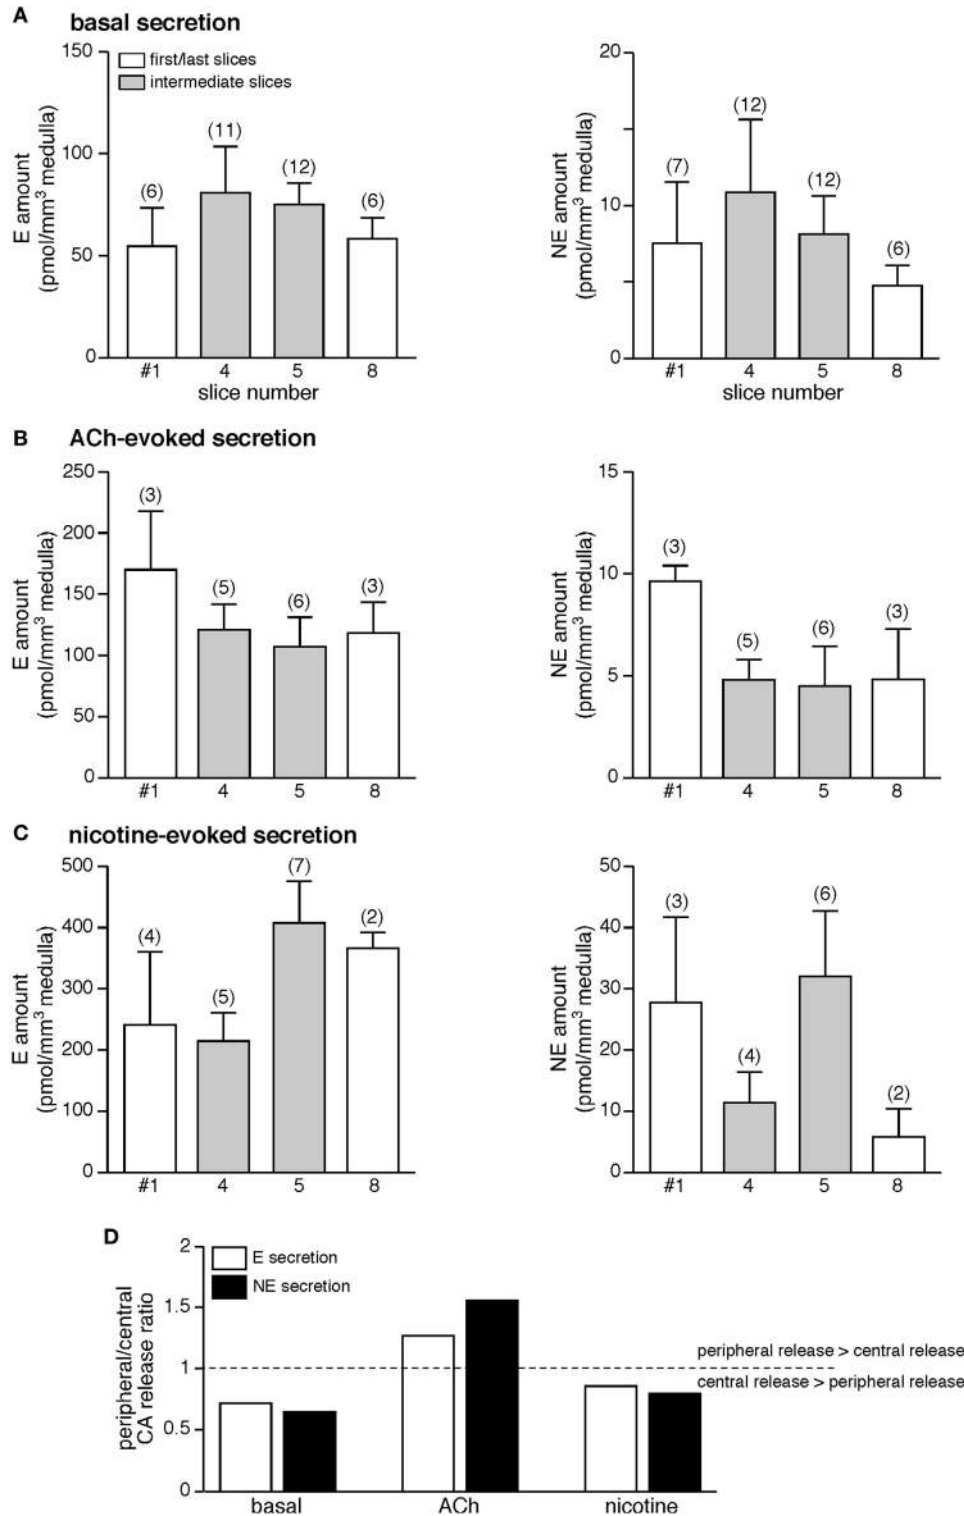 A basal secretion
150
100
50
0
E amount
(pmol/mm³ medulla)
first/last slices
intermediate slices
(6)
(11)
(12)
(6)
#1 4 5 8
slice number
20
15
10
5
0
NE amount
(pmol/mm³ medulla)
(7)
(12)
(12)
(6)
#1 4 5 8
slice number
B ACh-evoked secretion
250
200
150
100
50
0
E amount
(pmol/mm³ medulla)
(3)
(5)
(6)
(3)
#1 4 5 8
15
10
5
0
NE amount
(pmol/mm³ medulla)
(3)
(5)
(6)
(3)
#1 4 5 8
C nicotine-evoked secretion
500
400
300
200
100
0
E amount
(pmol/mm³ medulla)
(4)
(5)
(7)
(2)
#1 4 5 8
50
40
30
20
10
0
NE amount
(pmol/mm³ medulla)
(3)
(4)
(6)
(2)
#1 4 5 8
D
2
1.5
1
0.5
0
peripheral/central
CA release ratio
E secretion
NE secretion
peripheral release > central release
central release > peripheral release
basal ACh nicotine